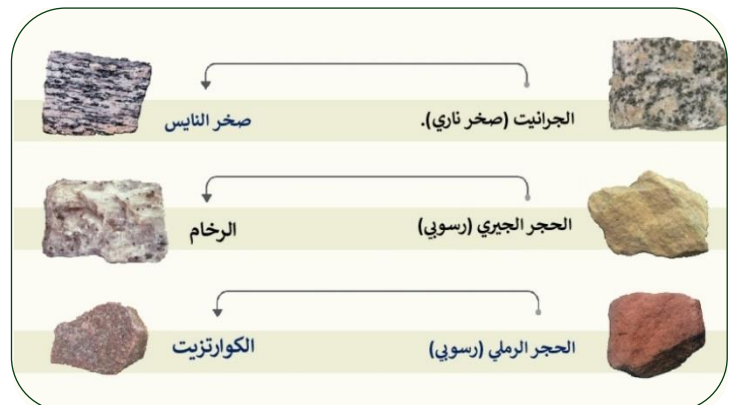 الجرانيت (صخر ناري). صخر النايس
الحجر الجيري (رسوبي) الرخام
الحجر الرملي (رسوبي) الكوارتزيت